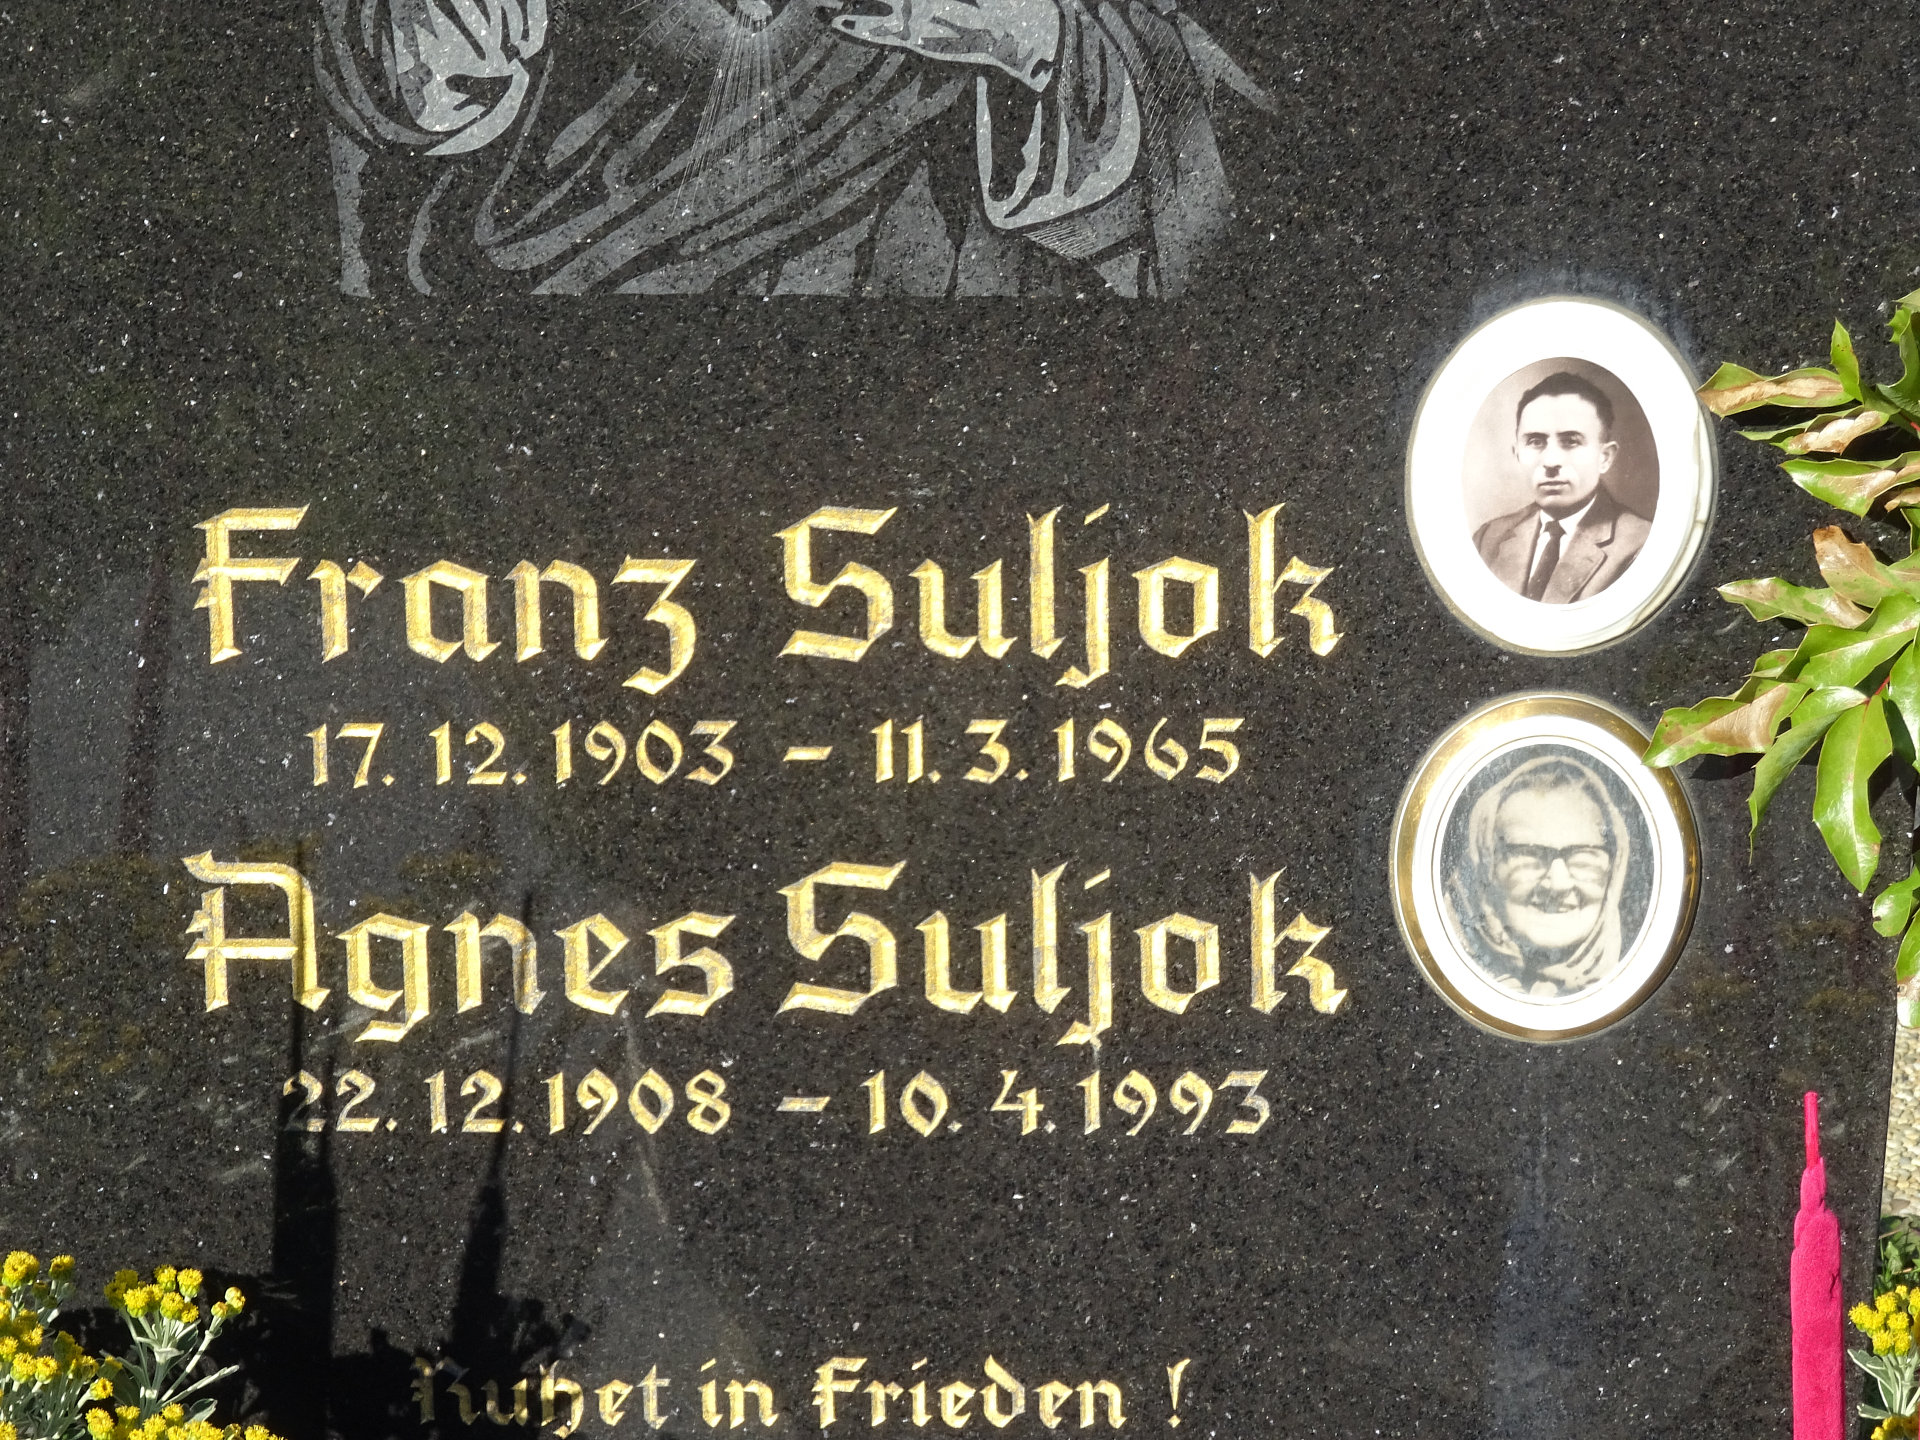 Franz Suljok
17. 12. 1903 – 11. 3. 1965
Agnes Suljok
22. 12. 1908 – 10. 4. 1993
Ruhet in Frieden !